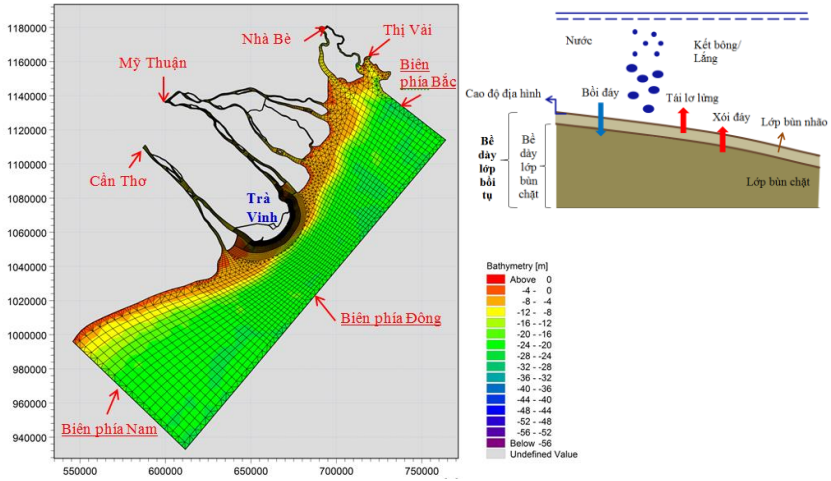 1180000
1160000
1140000
1120000
1100000
1080000
1060000
1040000
1020000
1000000
980000
960000
940000
550000
600000
650000
700000
750000
Nhà Bè
Thị Vải
Mỹ Thuận
Biên
phía Bắc
Cần Thơ
Trà
Vinh
Biên phía Đông
Biên phía Nam
Nước
Kết bông/
Lắng
Cao độ địa hình
Bồi đáy
Tái lơ lửng
Xói đáy
Lớp bùn nhão
Bề
dày
lớp
bồi
tụ
Bề
dày
lớp
bùn
chặt
Lớp bùn chặt
Bathymetry [m]
Above 0
-4 - 0
-8 - -4
-12 - -8
-16 - -12
-20 - -16
-24 - -20
-28 - -24
-32 - -28
-36 - -32
-40 - -36
-44 - -40
-48 - -44
-52 - -48
-56 - -52
Below -56
Undefined Value